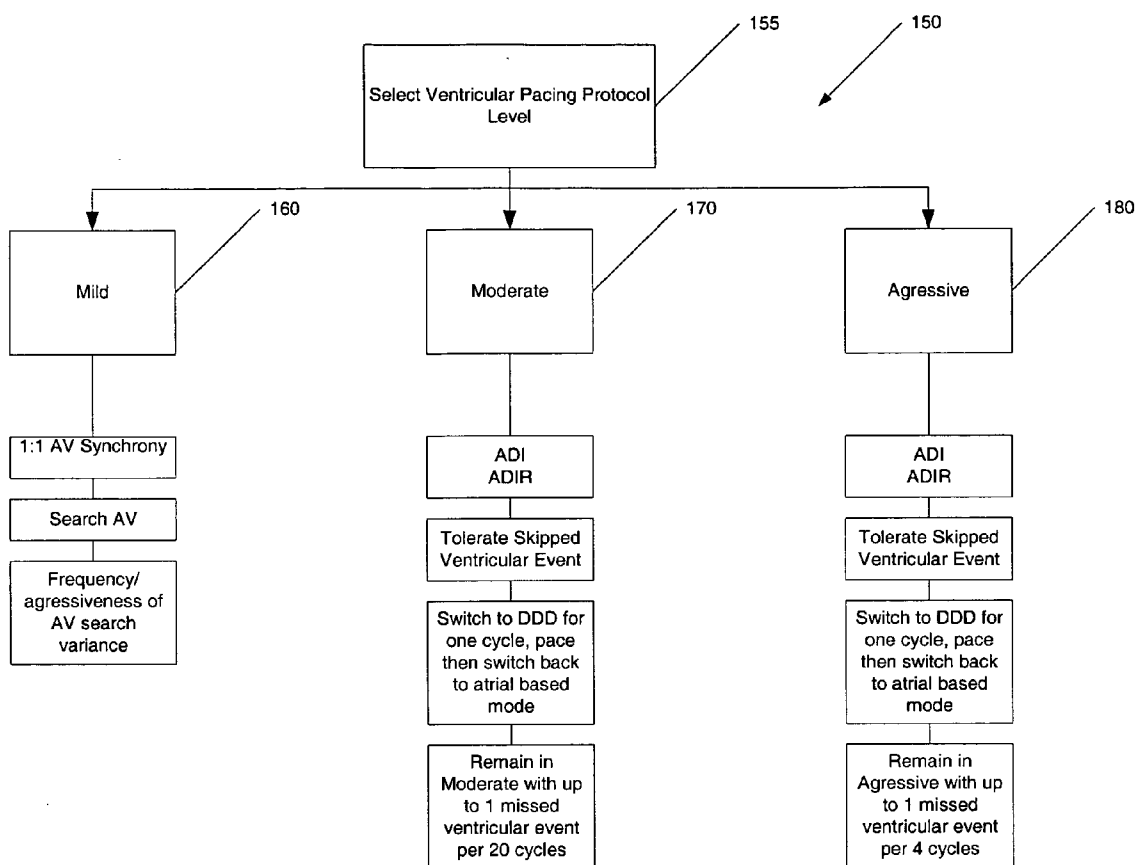 155
150
Select Ventricular Pacing Protocol
Level
160
170
180
Mild
Moderate
Agressive
1:1 AV Synchrony
Search AV
Frequency/
agressiveness of
AV search
variance
ADI
ADIR
Tolerate Skipped
Ventricular Event
Switch to DDD for
one cycle, pace
then switch back
to atrial based
mode
Remain in
Moderate with up
to 1 missed
ventricular event
per 20 cycles
ADI
ADIR
Tolerate Skipped
Ventricular Event
Switch to DDD for
one cycle, pace
then switch back
to atrial based
mode
Remain in
Agressive with up
to 1 missed
ventricular event
per 4 cycles